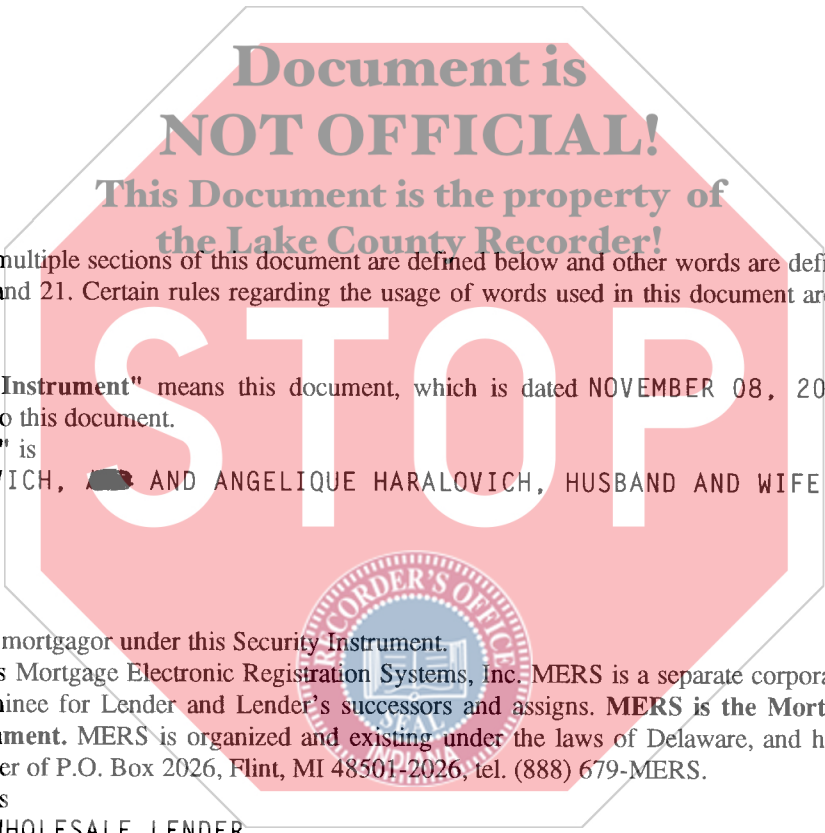 Document is
NOT OFFICIAL!
This Document is the property of
the Lake County Recorder!
multiple sections of this document are defined below and other words are defi
and 21. Certain rules regarding the usage of words used in this document ar
STOP
Instrument" means this document, which is dated NOVEMBER 08, 20
o this document.
" is
VICH, AND ANGELIQUE HARALOVICH, HUSBAND AND WIFE
RECORDER'S OFFICE
SEAL
INDIANA
mortgagor under this Security Instrument.
s Mortgage Electronic Registration Systems, Inc. MERS is a separate corpora
inee for Lender and Lender's successors and assigns. MERS is the Mort
ment. MERS is organized and existing under the laws of Delaware, and h
er of P.O. Box 2026, Flint, MI 48501-2026, tel. (888) 679-MERS.
s
HOLESALE LENDER